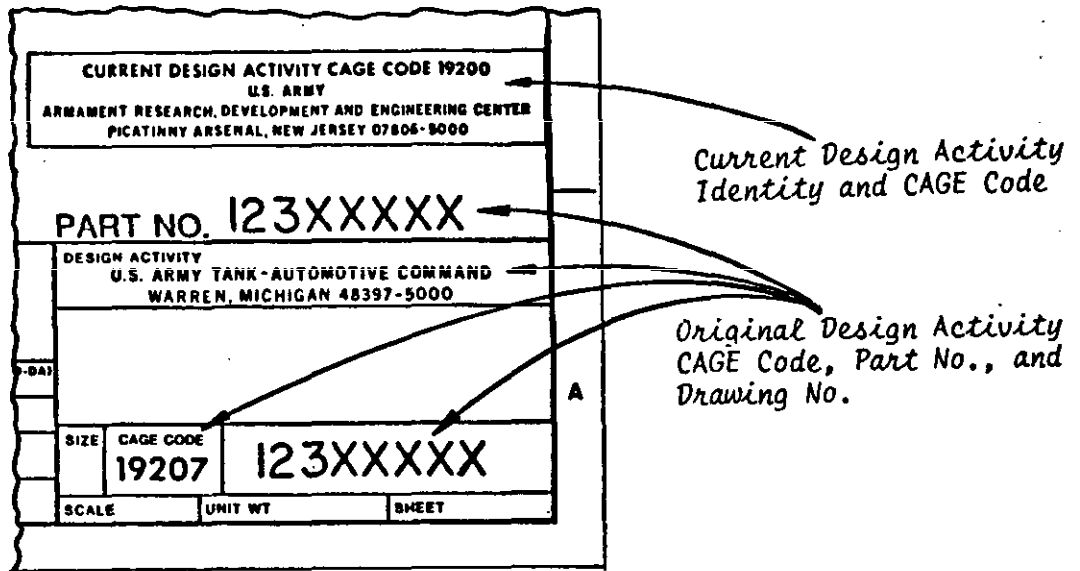 CURRENT DESIGN ACTIVITY CAGE CODE 19200
U.S. ARMY
ARMAMENT RESEARCH, DEVELOPMENT AND ENGINEERING CENTER
PICATINNY ARSENAL, NEW JERSEY 07806-5000
Current Design Activity
Identity and CAGE Code
PART NO. 123XXXXX
DESIGN ACTIVITY
U.S. ARMY TANK-AUTOMOTIVE COMMAND
WARREN, MICHIGAN 48397-5000
Original Design Activity
CAGE Code, Part No., and
Drawing No.
A
SIZE
CAGE CODE
19207
123XXXXX
SCALE
UNIT WT
SHEET